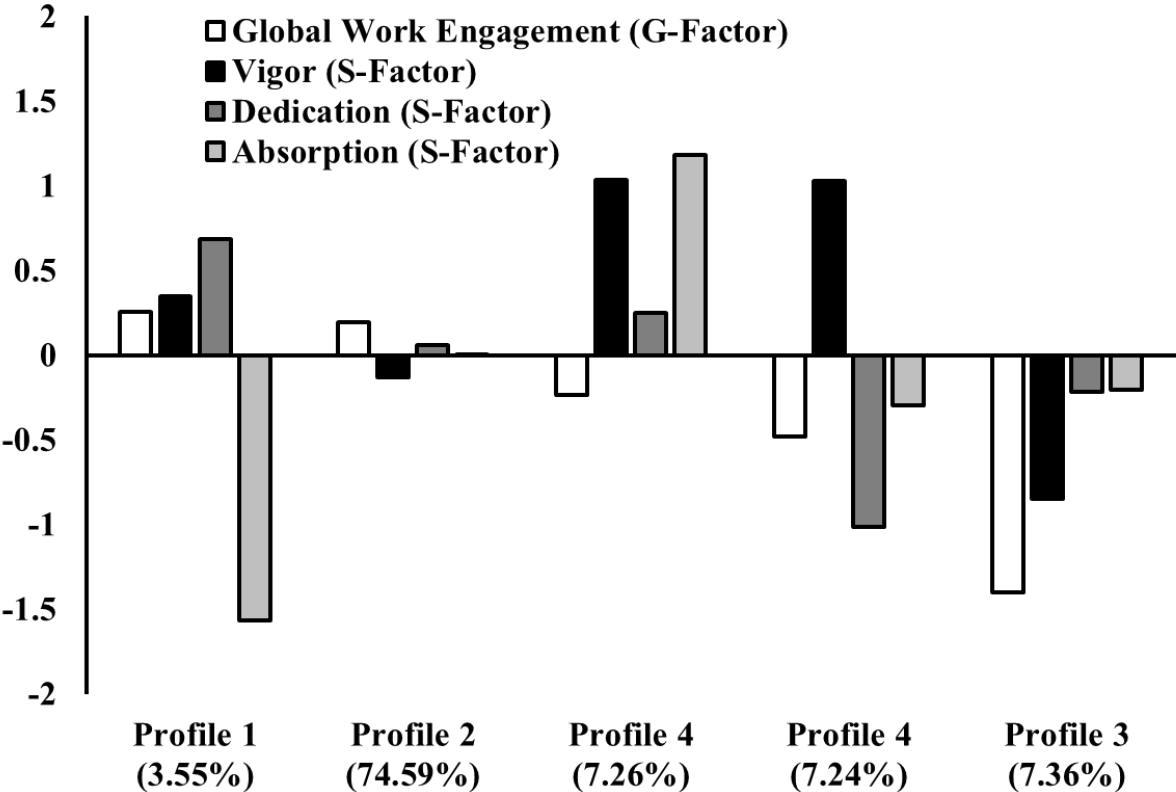 2
1.5
1
0.5
0
-0.5
-1
-1.5
-2
Global Work Engagement (G-Factor)
Vigor (S-Factor)
Dedication (S-Factor)
Absorption (S-Factor)
Profile 1
(3.55%)
Profile 2
(74.59%)
Profile 4
(7.26%)
Profile 4
(7.24%)
Profile 3
(7.36%)